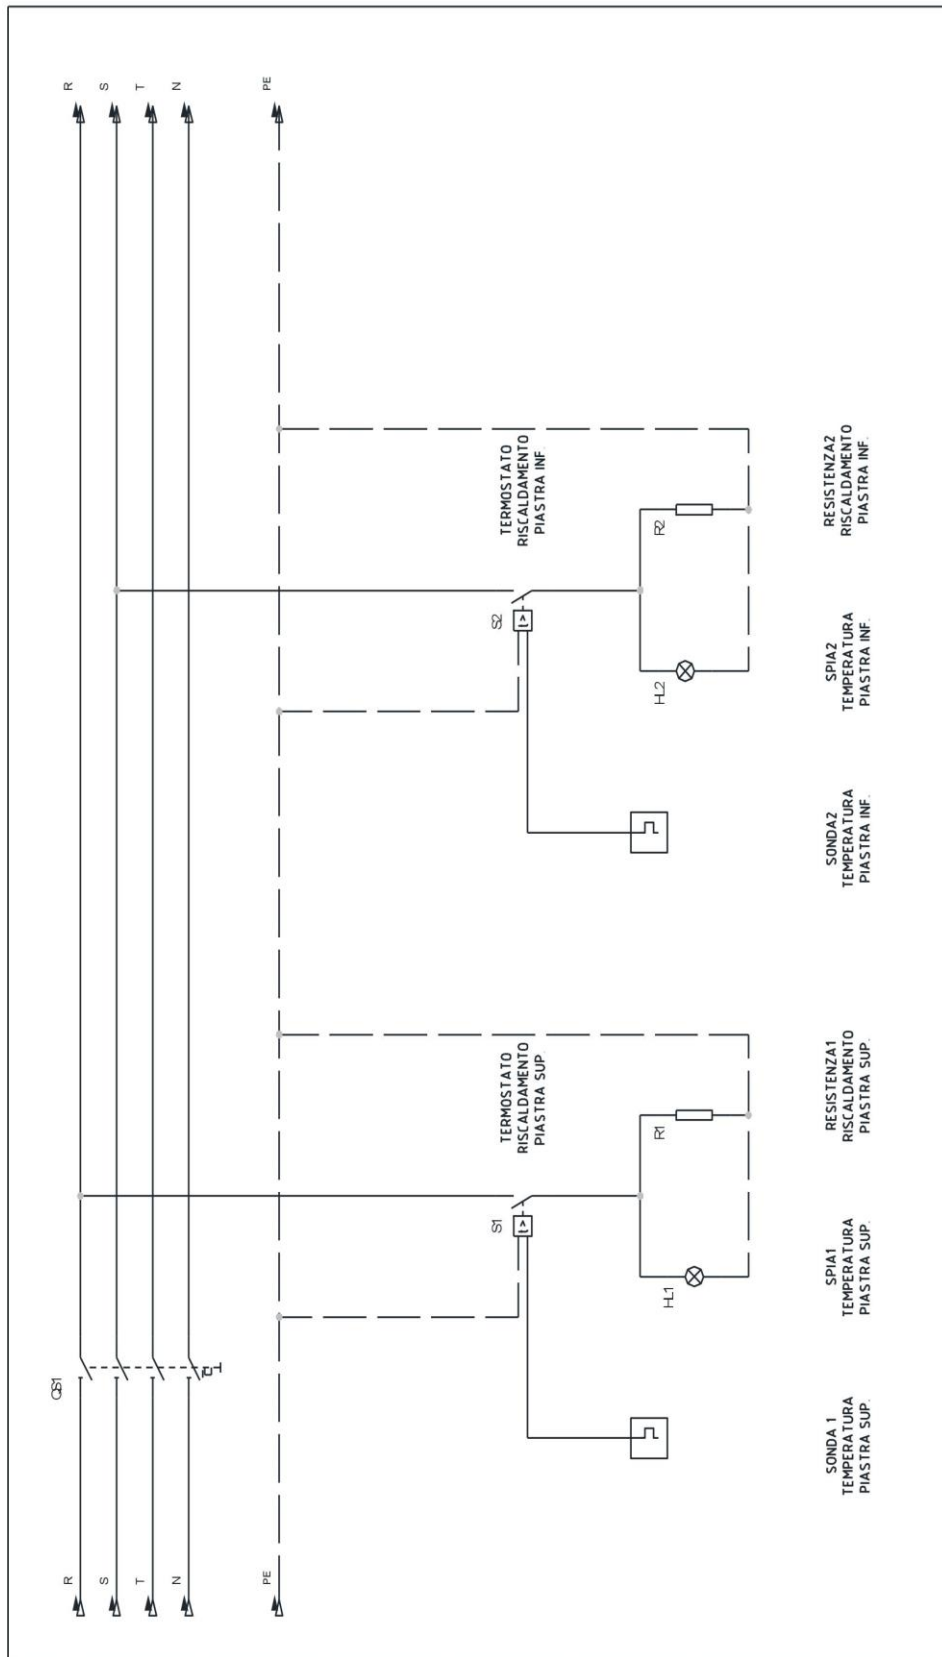 R
S
T
N
PE
QS1
R
S
T
N
PE
TERMOSTATO
RISCALDAMENTO
PIASTRA SUP
S1
t>
HL1
R1
SONDA 1
TEMPERATURA
PIASTRA SUP.
SPIA1
TEMPERATURA
PIASTRA SUP.
RESISTENZA1
RISCALDAMENTO
PIASTRA SUP.
TERMOSTATO
RISCALDAMENTO
PIASTRA INF.
S2
t>
HL2
R2
SONDA2
TEMPERATURA
PIASTRA INF.
SPIA2
TEMPERATURA
PIASTRA INF.
RESISTENZA2
RISCALDAMENTO
PIASTRA INF.